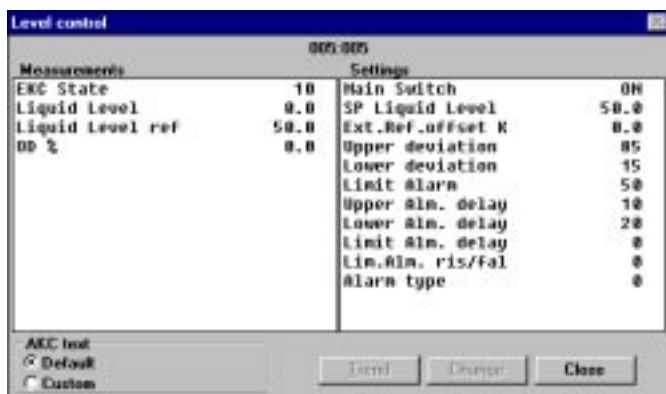 Level control
005:005
Measurements
Settings
EKC State 10
Liquid Level 0.0
Liquid Level ref 50.0
OD % 0.0
Main Switch ON
SP Liquid Level 50.0
Ext.Ref.offset K 0.0
Upper deviation 85
Lower deviation 15
Limit Alarm 50
Upper Alm. delay 10
Lower Alm. delay 20
Limit Alm. delay 0
Lim.Alm. ris/fal 0
Alarm type 0
AKC text
Default
Custom
Trend
Change
Close